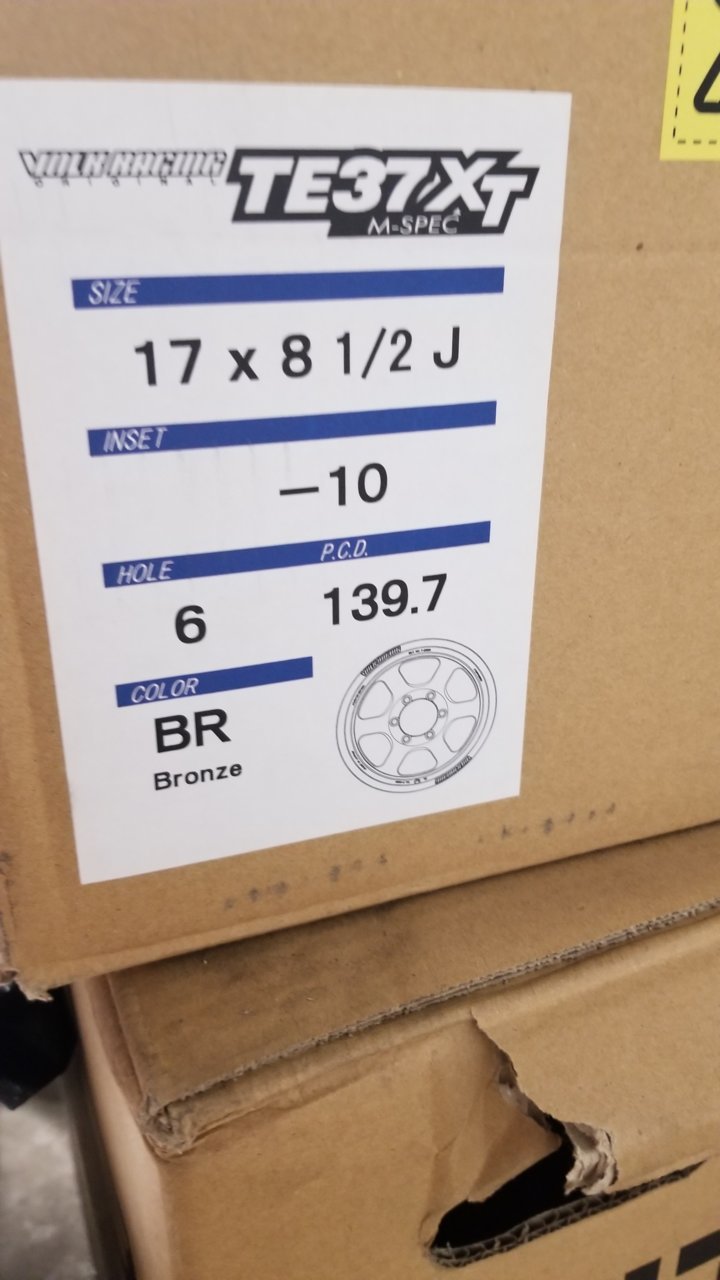 VOLK RACING TE37XT
ORIGINAL M-SPEC
SIZE
17 x 8 1/2 J
INSET
−10
HOLE P.C.D.
6 139.7
COLOR
BR
Bronze